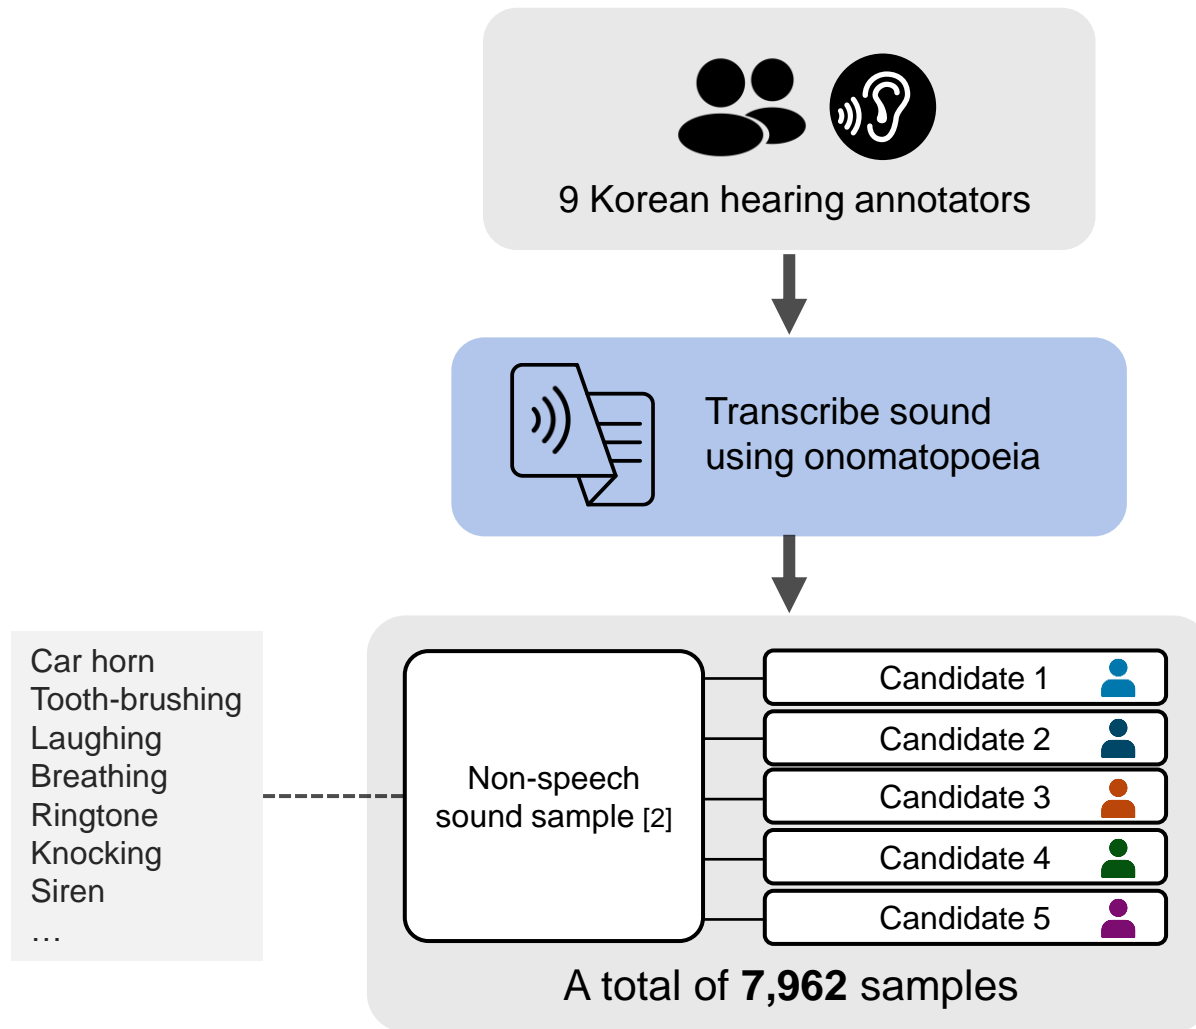 9 Korean hearing annotators
Transcribe sound
using onomatopoeia
Car horn
Tooth-brushing
Laughing
Breathing
Ringtone
Knocking
Siren
…
Non-speech
sound sample [2]
Candidate 1
Candidate 2
Candidate 3
Candidate 4
Candidate 5
A total of 7,962 samples